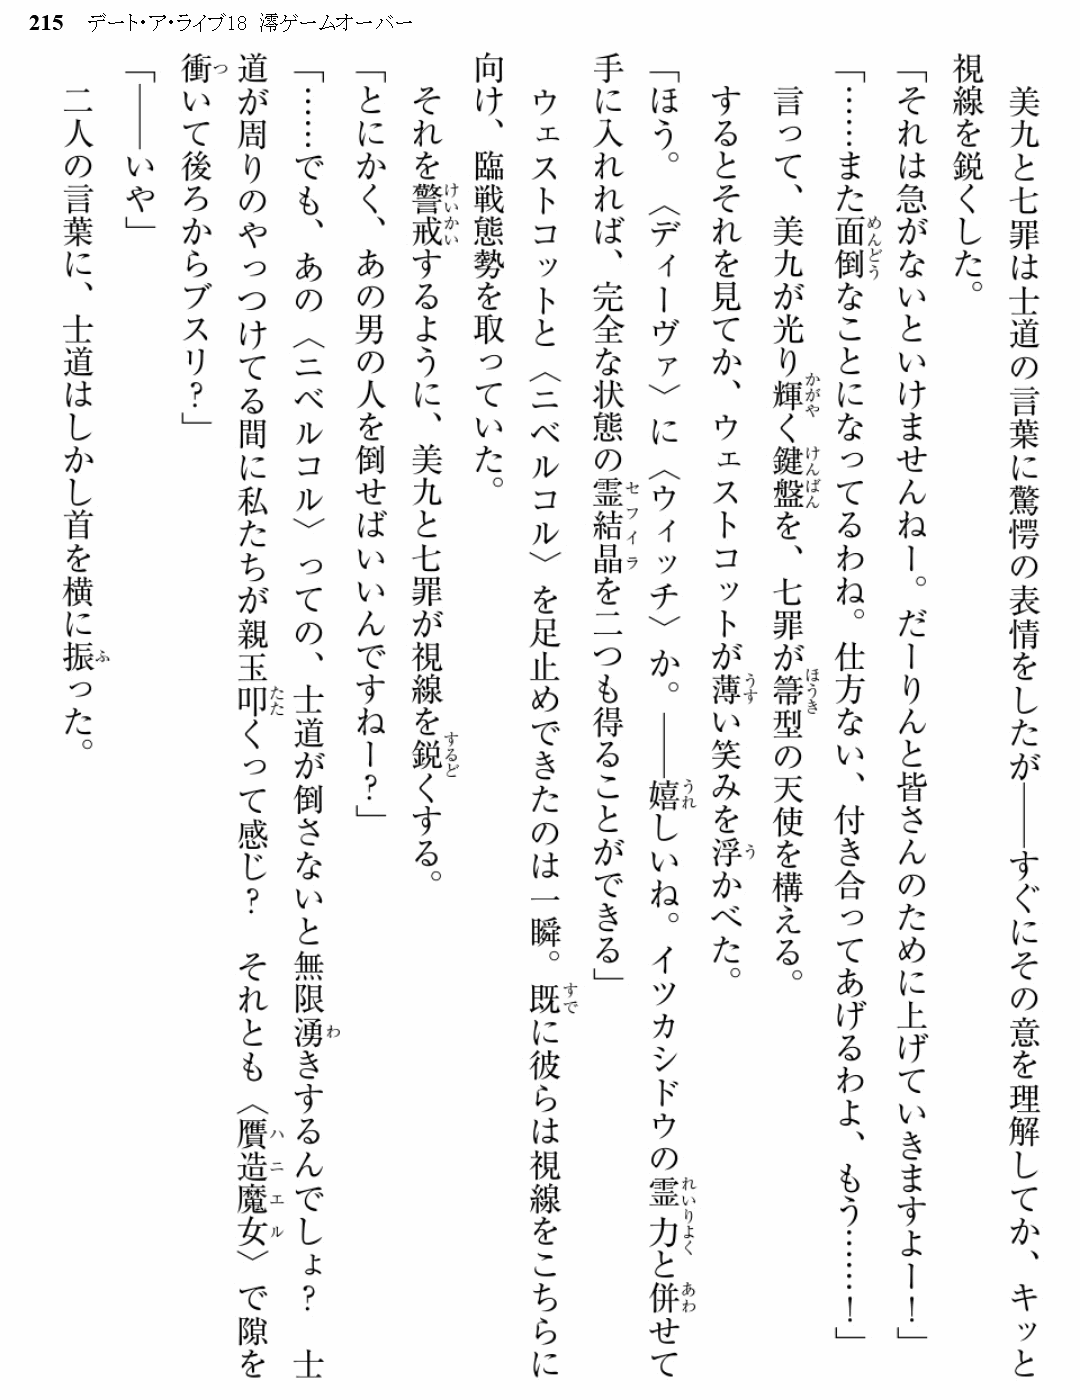 215 デート・ア・ライブ18 澪ゲームオーバー
美九と七罪は士道の言葉に驚愕の表情をしたが――すぐにその意を理解してか、キッと
視線を鋭くした。
「それは急がないといけませんねー。だーりんと皆さんのために上げていきますよー！」
「……また面倒なことになってるわね。仕方ない、付き合ってあげるわよ、もう……！」
言って、美九が光り輝く鍵盤を、七罪が箒型の天使を構える。
するとそれを見てか、ウェストコットが薄い笑みを浮かべた。
「ほう。〈ディーヴァ〉に〈ウィッチ〉か。――嬉しいね。イツカシドウの霊力と併せて
手に入れれば、完全な状態の霊結晶を二つも得ることができる」
ウェストコットと〈ニベルコル〉を足止めできたのは一瞬。既に彼らは視線をこちらに
向け、臨戦態勢を取っていた。
それを警戒するように、美九と七罪が視線を鋭くする。
「とにかく、あの男の人を倒せばいいんですねー？」
「……でも、あの〈ニベルコル〉っての、士道が倒さないと無限湧きするんでしょ？　士
道が周りのやっつけてる間に私たちが親玉叩くって感じ？　それとも〈贋造魔女〉で隙を
衝いて後ろからブスリ？」
「――いや」
二人の言葉に、士道はしかし首を横に振った。